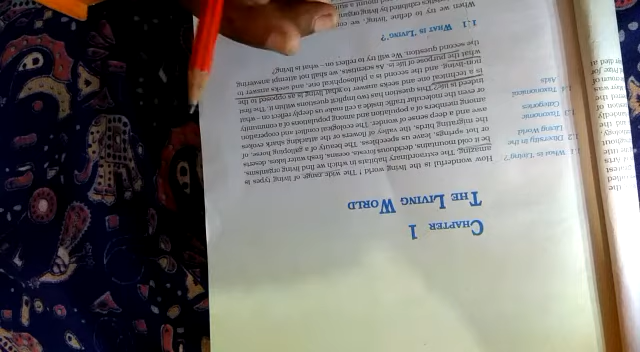 CHAPTER 1
THE LIVING WORLD
1.1 What is 'Living'?
1.2 Diversity in the
Living World
1.3 Taxonomic
Categories
1.4 Taxonomical
Aids
How wonderful is the living world ! The wide range of living types is
amazing. The extraordinary habitats in which we find living organisms,
be it cold mountains, deciduous forests, oceans, fresh water lakes, deserts
or hot springs, leave us speechless. The beauty of a galloping horse, of
the migrating birds, the valley of flowers or the attacking shark evokes
awe and a deep sense of wonder. The ecological conflict and cooperation
among members of a population and among populations of a community
or even the molecular traffic inside a cell make us deeply reflect on – what
indeed is life? This question has two implicit questions within it. The first
is a technical one and seeks answer to what living is as opposed to the
non-living, and the second is a philosophical one, and seeks answer to
what the purpose of life is. As scientists, we shall not attempt answering
the second question. We will try to reflect on – what is living?
1.1 WHAT IS 'LIVING'?
When we try to define 'living', we